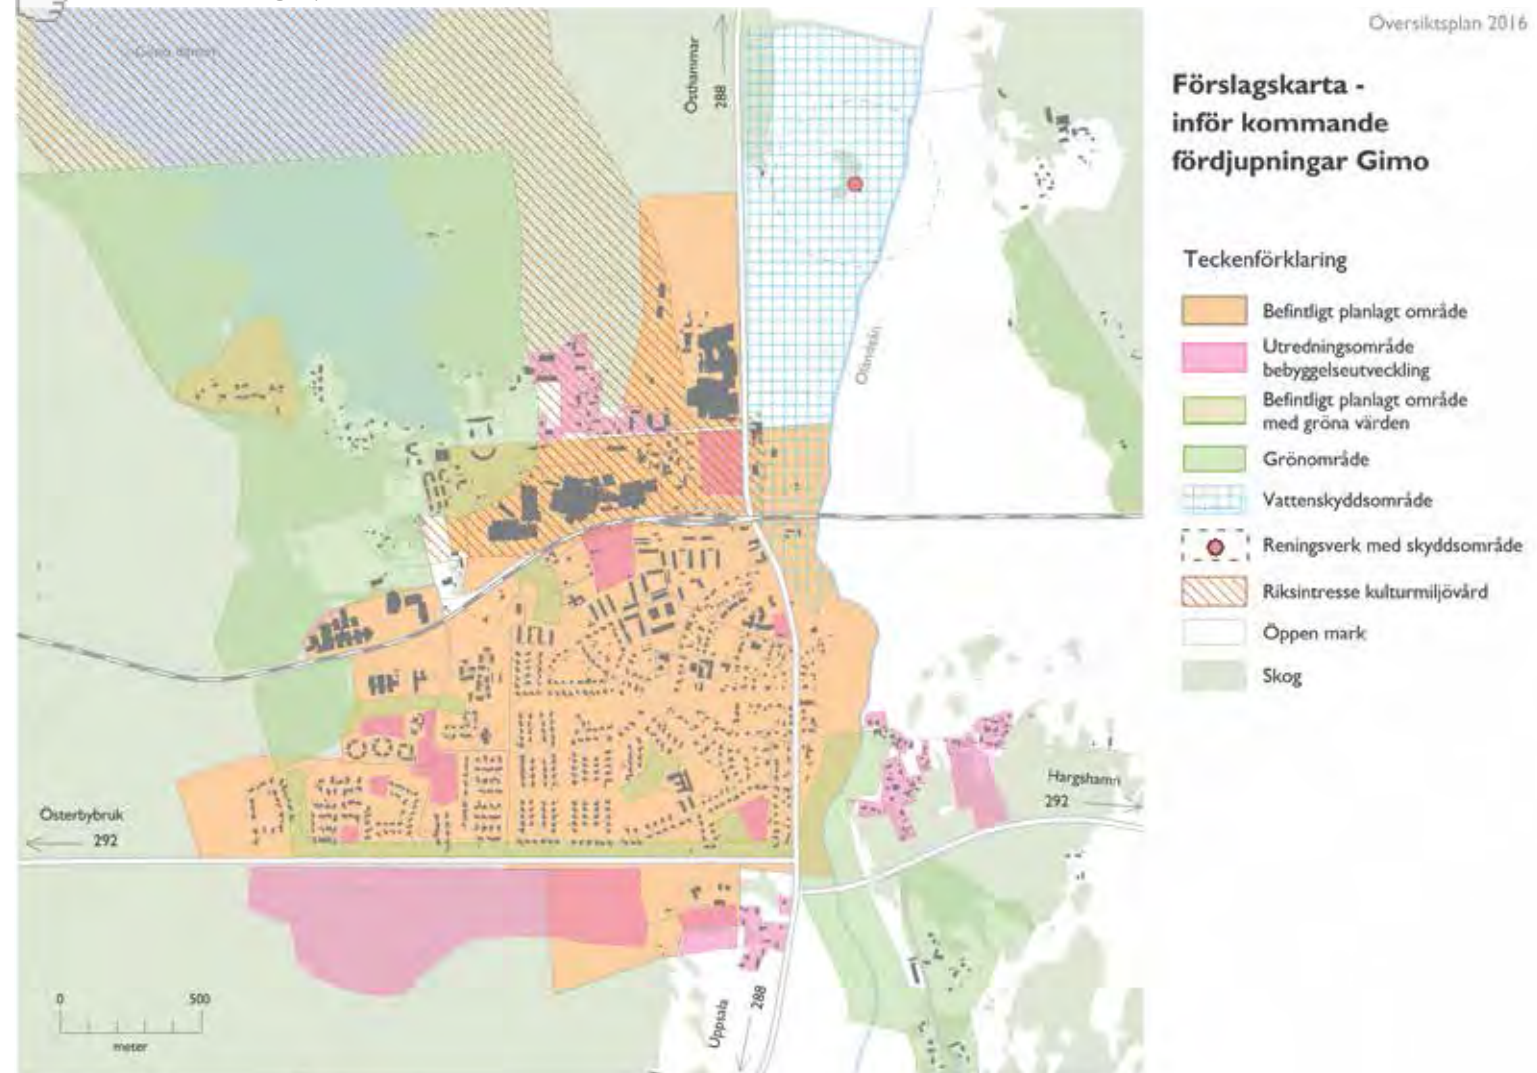 Översiktsplan 2016
Förslagskarta -
inför kommande
fördjupningar Gimo
Teckenförklaring
Befintligt planlagt område
Utredningsområde
bebyggelseutveckling
Befintligt planlagt område
med gröna värden
Grönområde
Vattenskyddsområde
Reningsverk med skyddsområde
Riksintresse kulturmiljövård
Öppen mark
Skog
Östhammar
288
Olandsån
Hargshamn
292
Österbybruk
292
Uppsala
288
0
500
meter